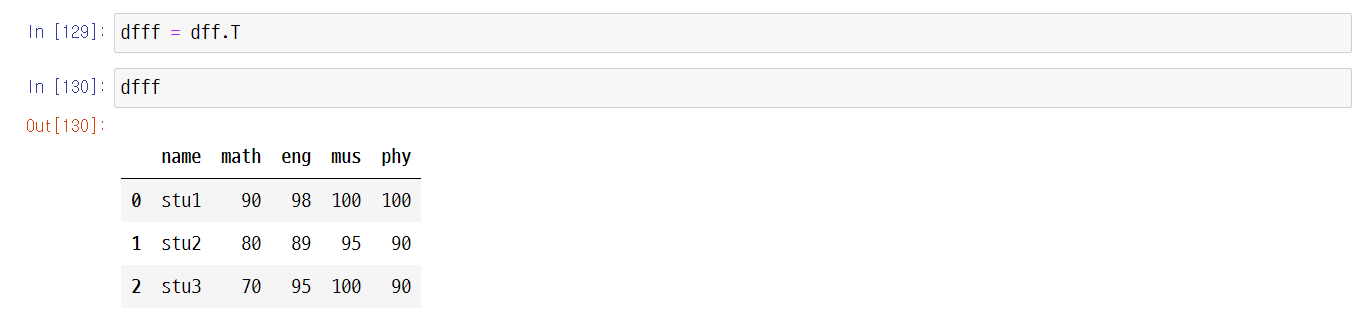 In [129]: dfff = dff.T
In [130]: dfff
Out[130]:
name math eng mus phy
0 stu1 90 98 100 100
1 stu2 80 89 95 90
2 stu3 70 95 100 90